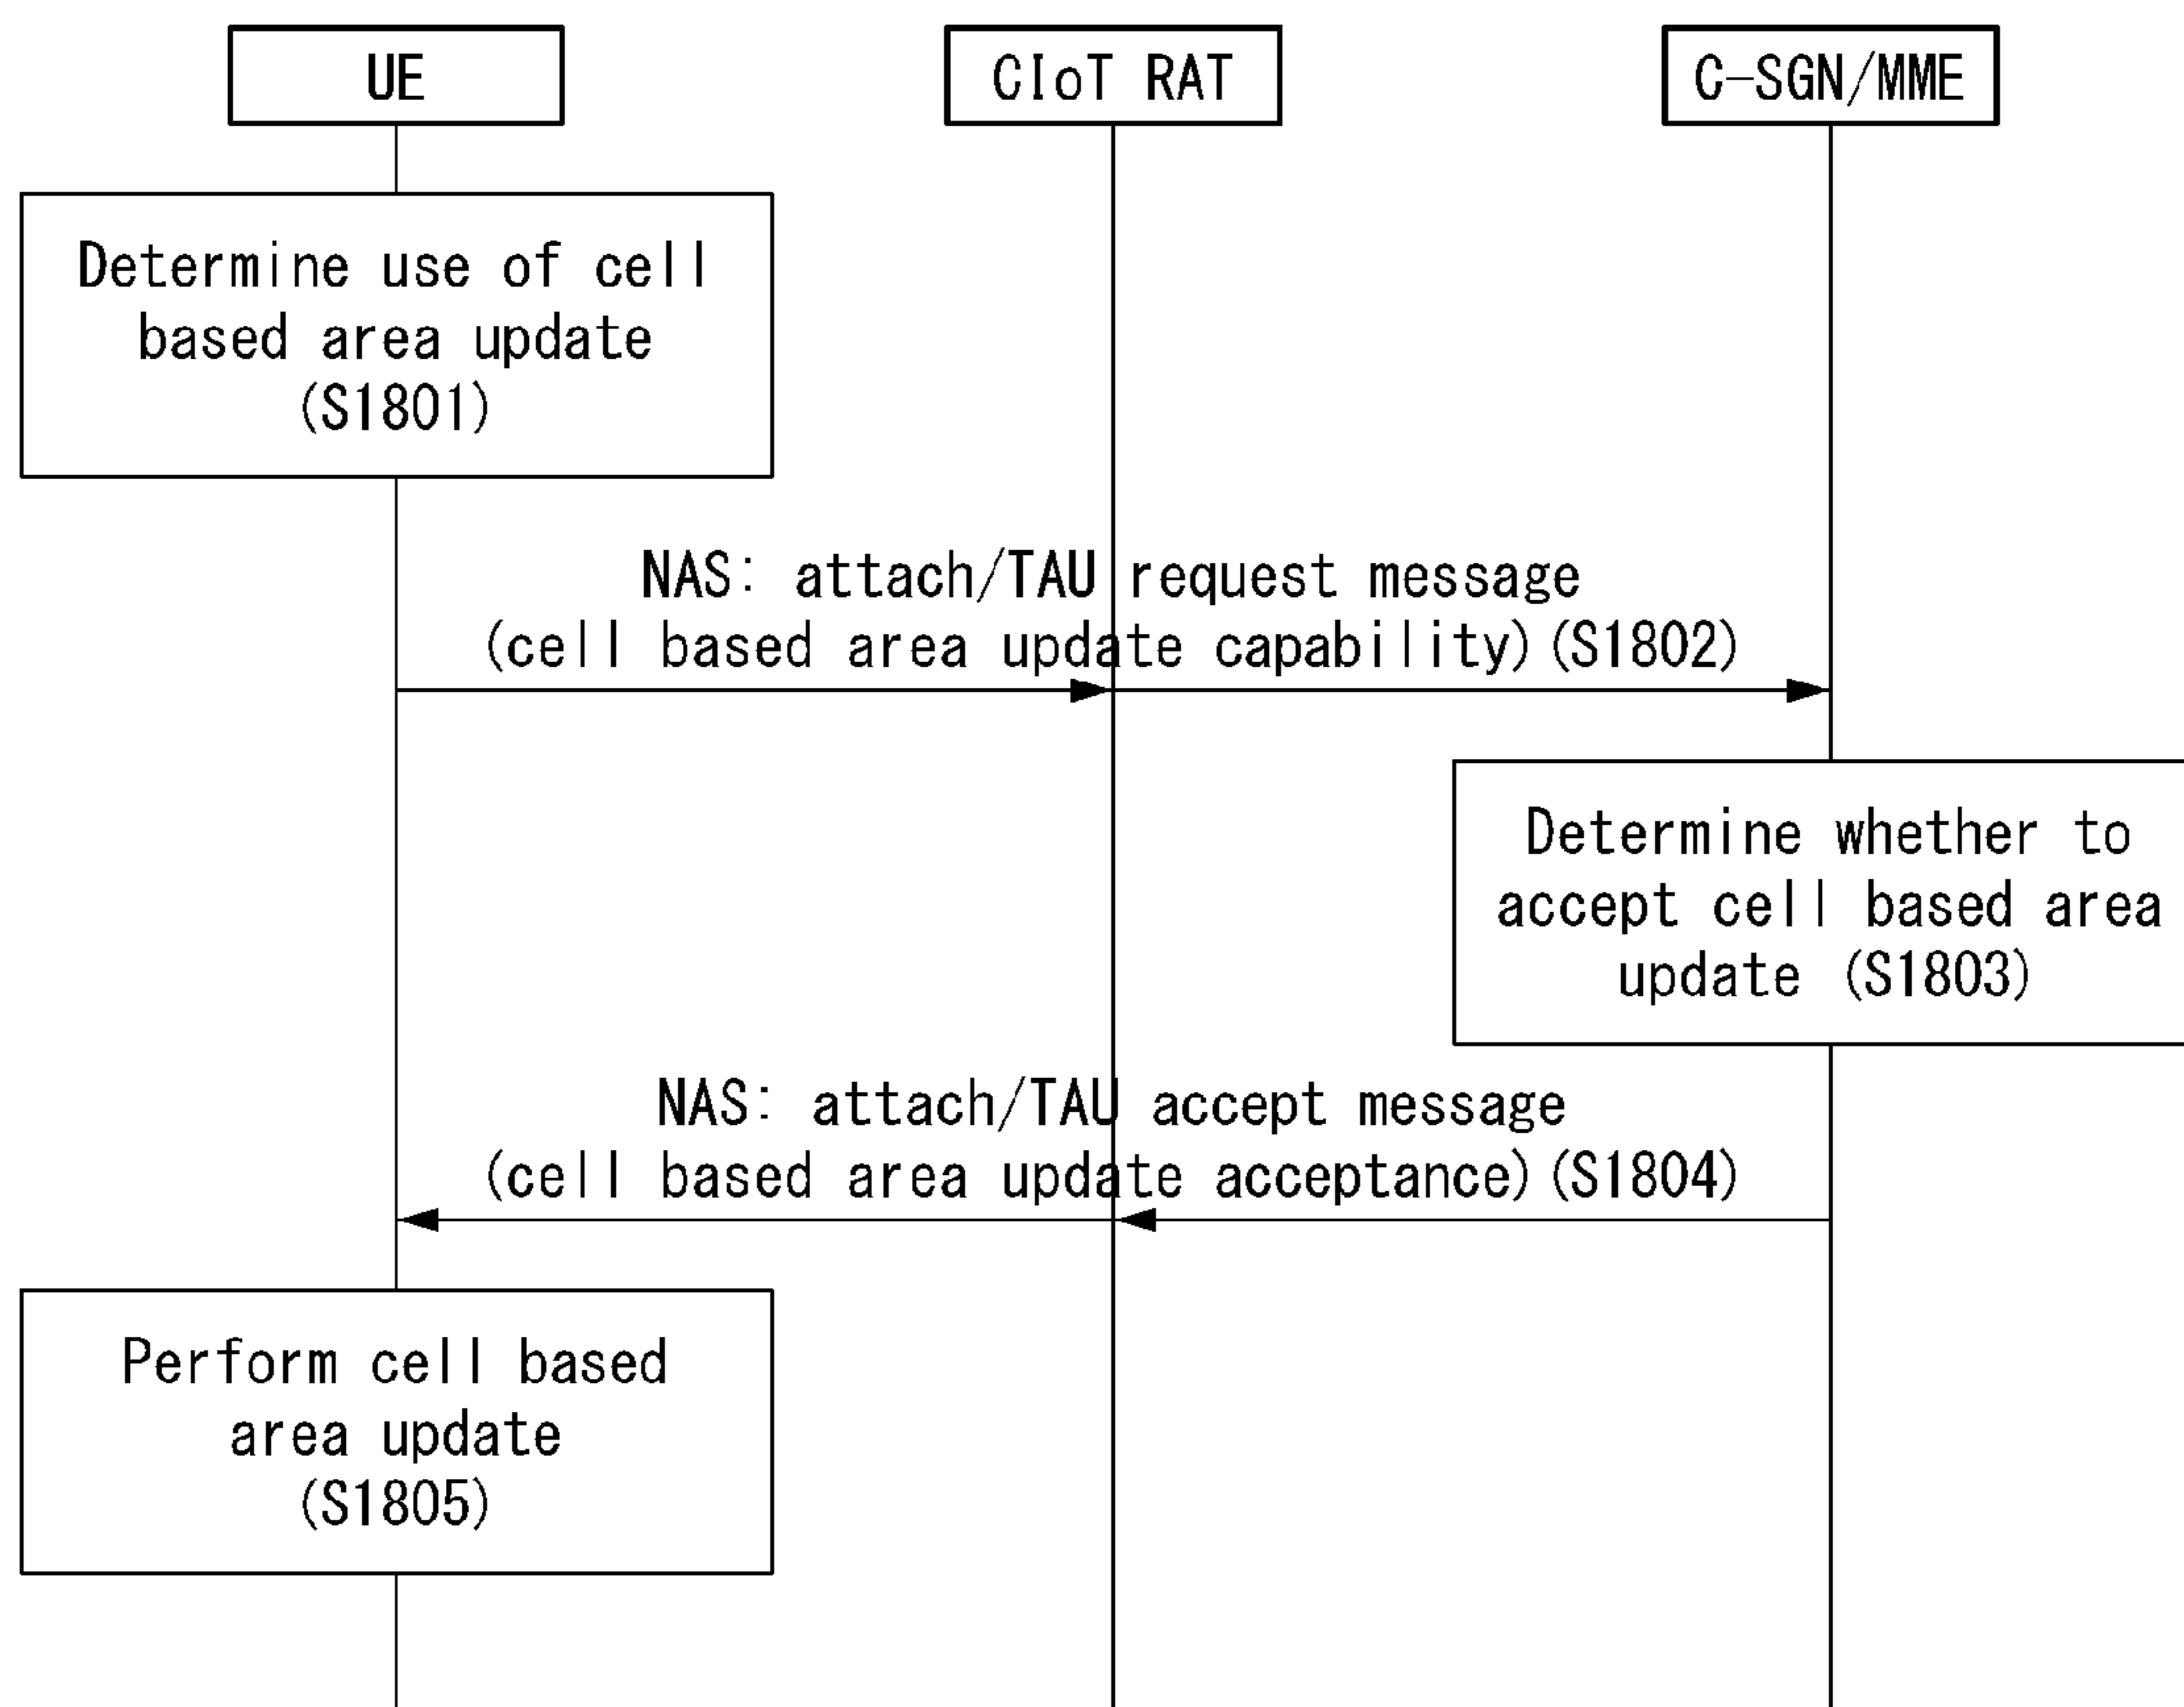 UE
CIoT RAT
C-SGN/MME
Determine use of cell
based area update
(S1801)
NAS: attach/TAU request message
(cell based area update capability)(S1802)
Determine whether to
accept cell based area
update (S1803)
NAS: attach/TAU accept message
(cell based area update acceptance)(S1804)
Perform cell based
area update
(S1805)